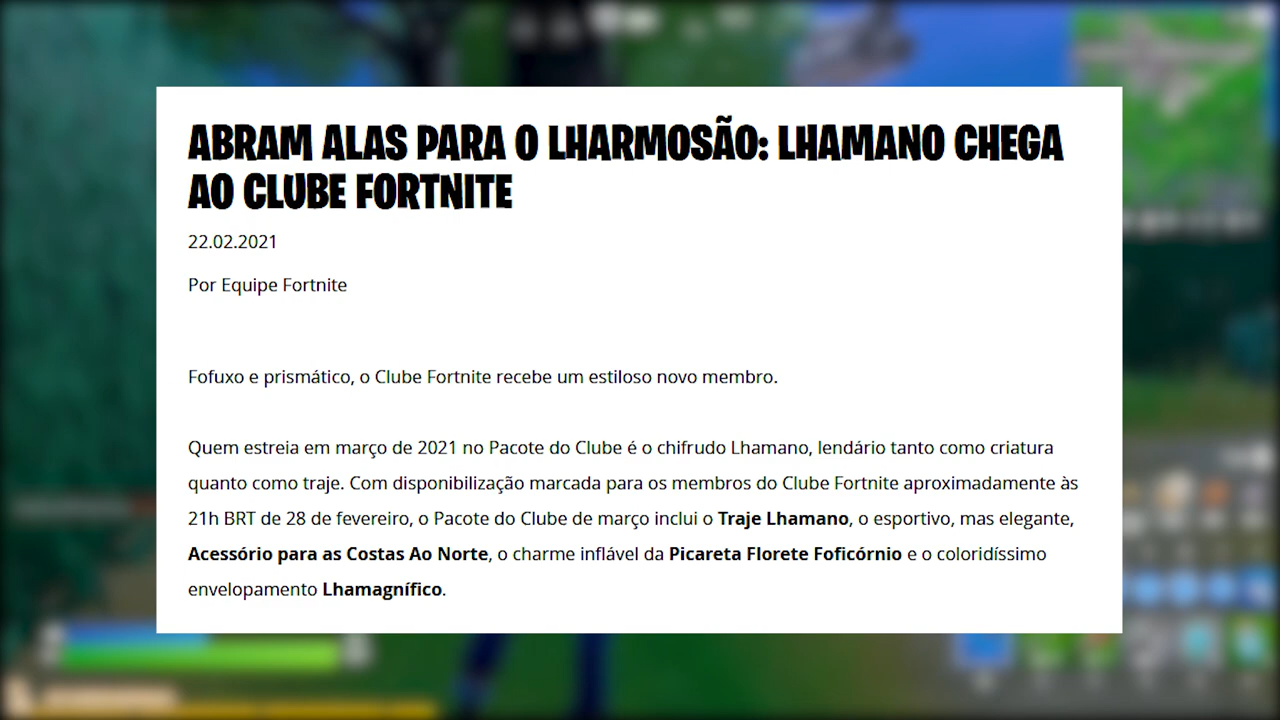 ABRAM ALAS PARA O LHARMOSÃO: LHAMANO CHEGA
AO CLUBE FORTNITE
22.02.2021
Por Equipe Fortnite
Fofuxo e prismático, o Clube Fortnite recebe um estiloso novo membro.
Quem estreia em março de 2021 no Pacote do Clube é o chifrudo Lhamano, lendário tanto como criatura
quanto como traje. Com disponibilização marcada para os membros do Clube Fortnite aproximadamente às
21h BRT de 28 de fevereiro, o Pacote do Clube de março inclui o Traje Lhamano, o esportivo, mas elegante,
Acessório para as Costas Ao Norte, o charme inflável da Picareta Florete Foficórnio e o coloridíssimo
envelopamento Lhamagnífico.